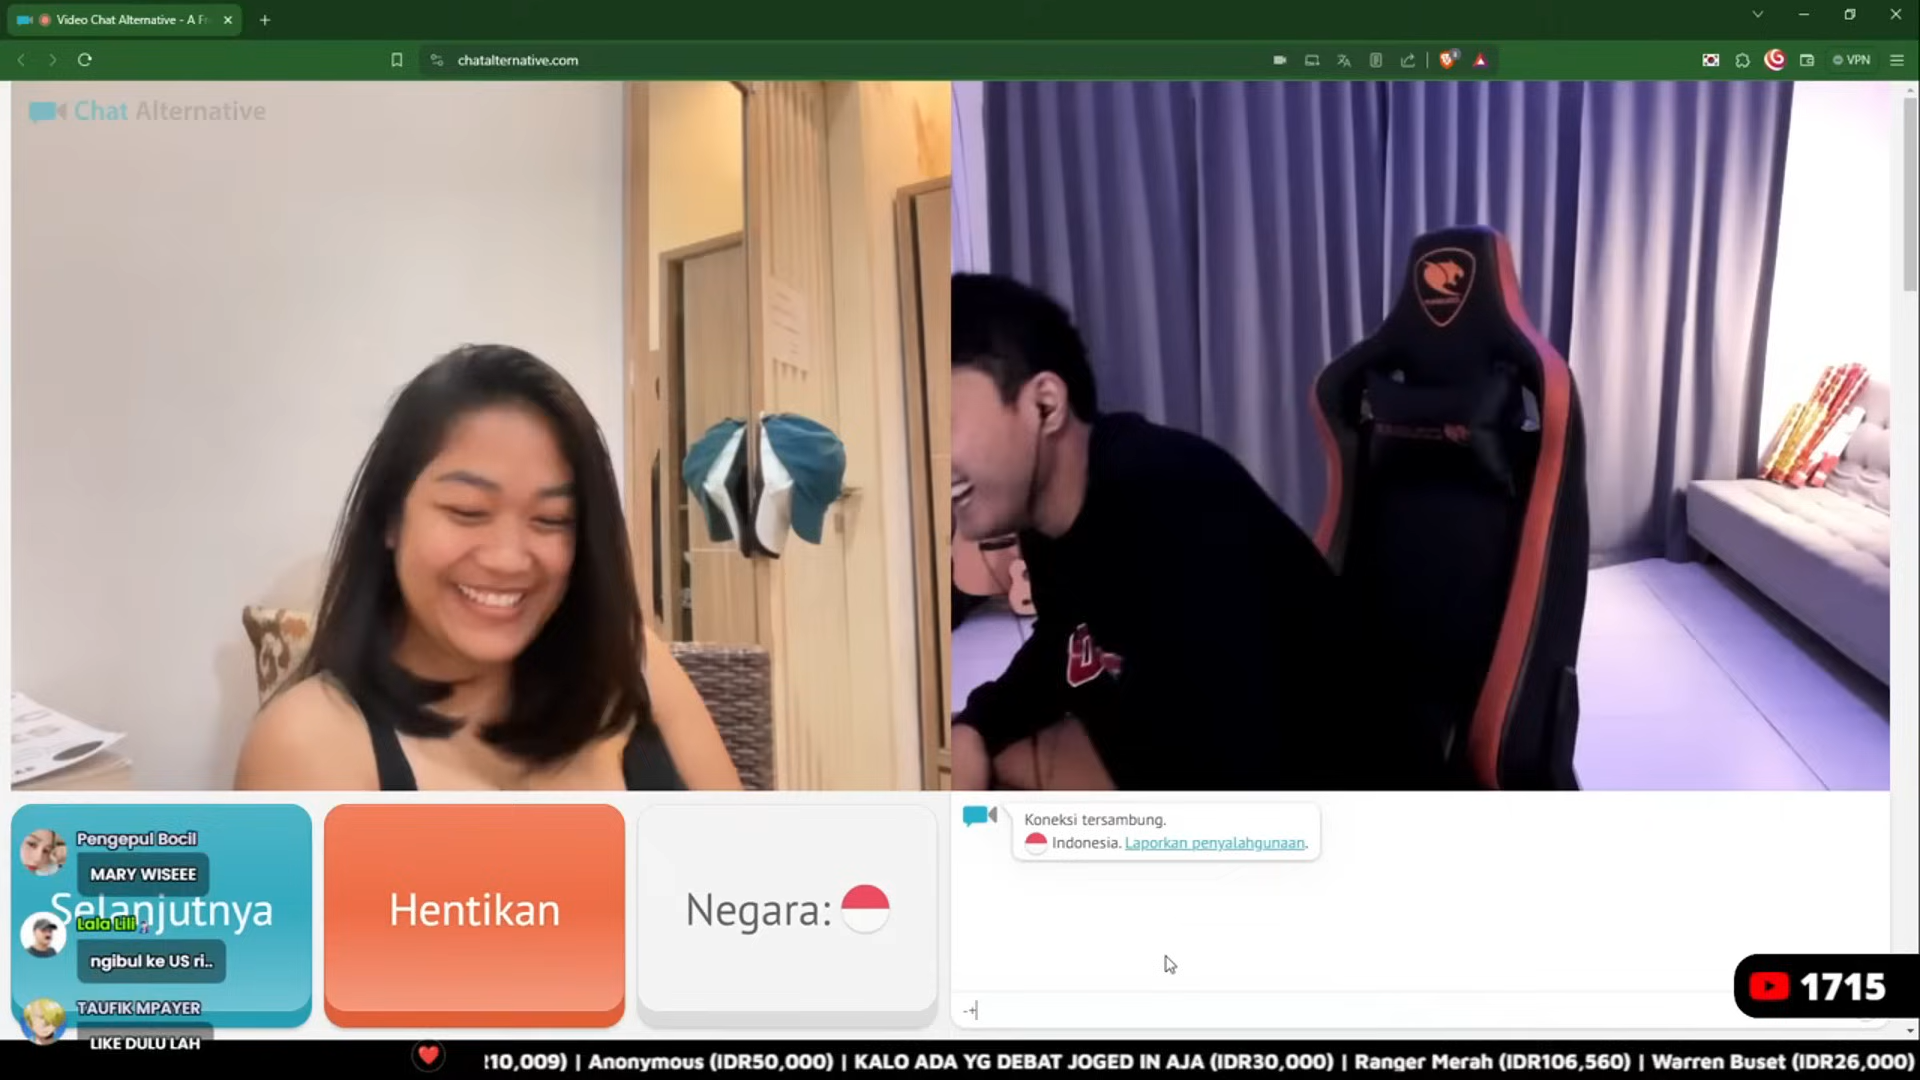 Video Chat Alternative - A Fr
chatalternative.com
VPN
Chat Alternative
Koneksi tersambung.
Indonesia. Laporkan penyalahgunaan.
Pengepul Bocil
MARY WISEEE
Selanjutnya
Lala Lili
ngibul ke US ri..
TAUFIK MPAYER
LIKE DULU LAH
Hentikan
Negara:
-+
1715
10,009) | Anonymous (IDR50,000) | KALO ADA YG DEBAT JOGED IN AJA (IDR30,000) | Ranger Merah (IDR106,560) | Warren Buset (IDR26,000)